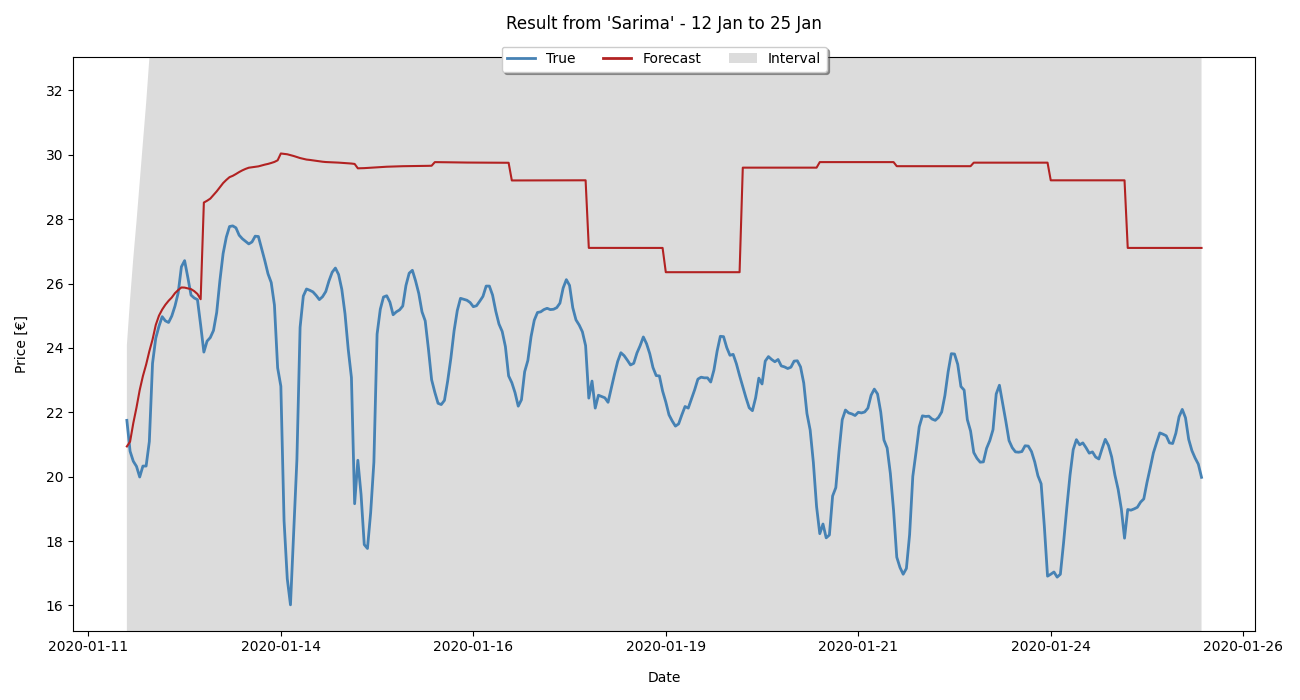 Result from 'Sarima' - 12 Jan to 25 Jan
True Forecast Interval
Price [€]
32
30
28
26
24
22
20
18
16
2020-01-11 2020-01-14 2020-01-16 2020-01-19 2020-01-21 2020-01-24 2020-01-26
Date